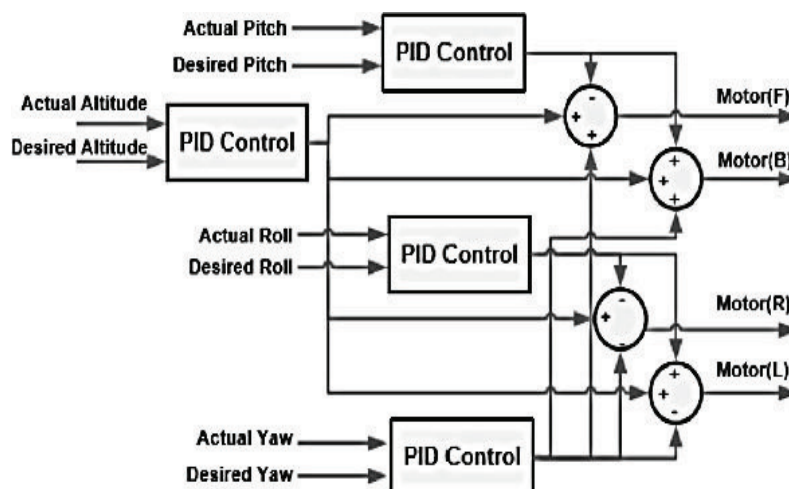 Actual Pitch
Desired Pitch
PID Control
Actual Altitude
Desired Altitude
PID Control
-
+
+
Motor(F)
+
+
+
Motor(B)
Actual Roll
Desired Roll
PID Control
-
+
-
Motor(R)
+
+
-
Motor(L)
Actual Yaw
Desired Yaw
PID Control